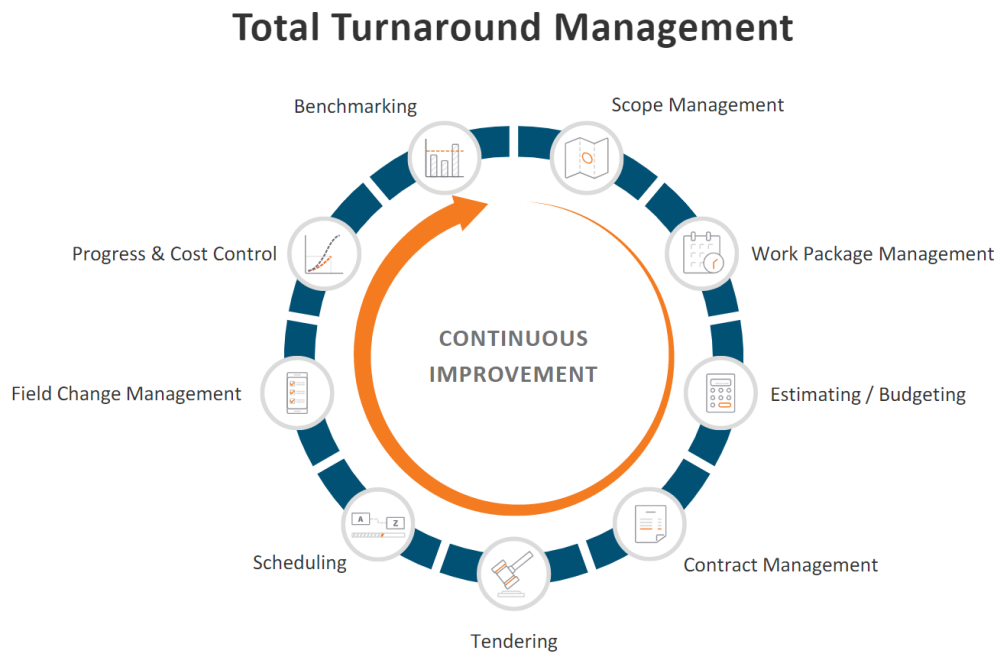 Total Turnaround Management
Benchmarking
Scope Management
Progress & Cost Control
Work Package Management
CONTINUOUS
IMPROVEMENT
Field Change Management
Estimating / Budgeting
A
Z
Scheduling
Contract Management
Tendering